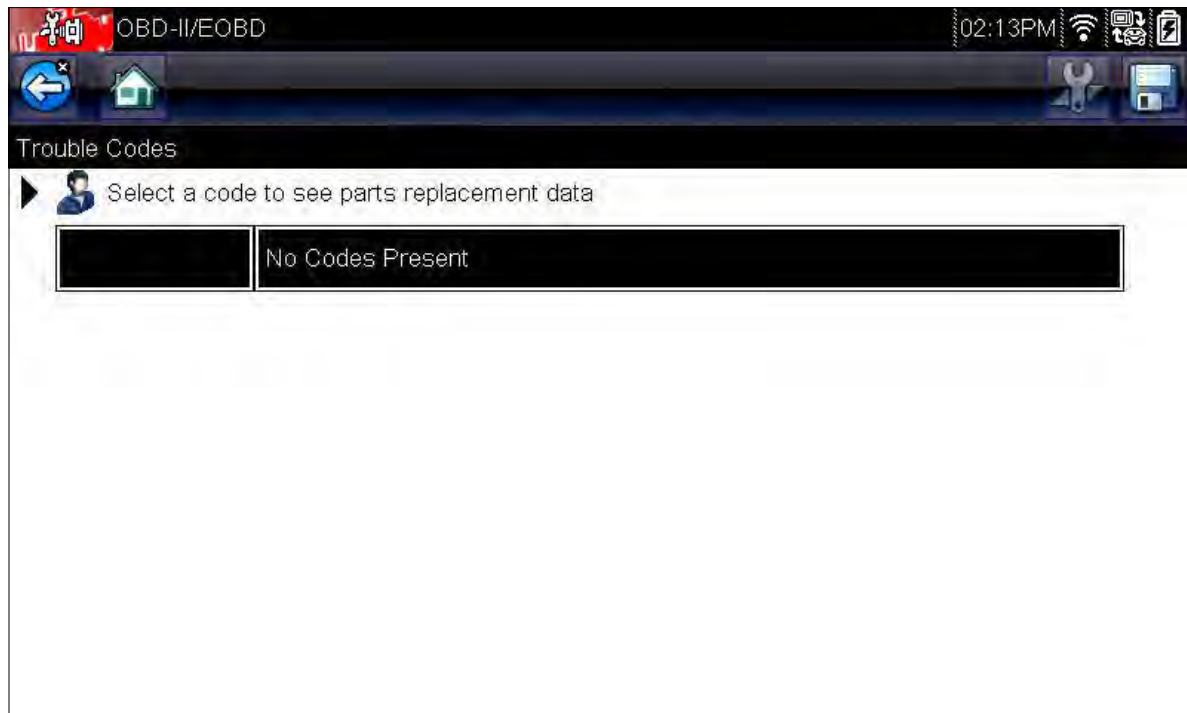 OBD-II/EOBD 02:13PM
Trouble Codes
Select a code to see parts replacement data
No Codes Present